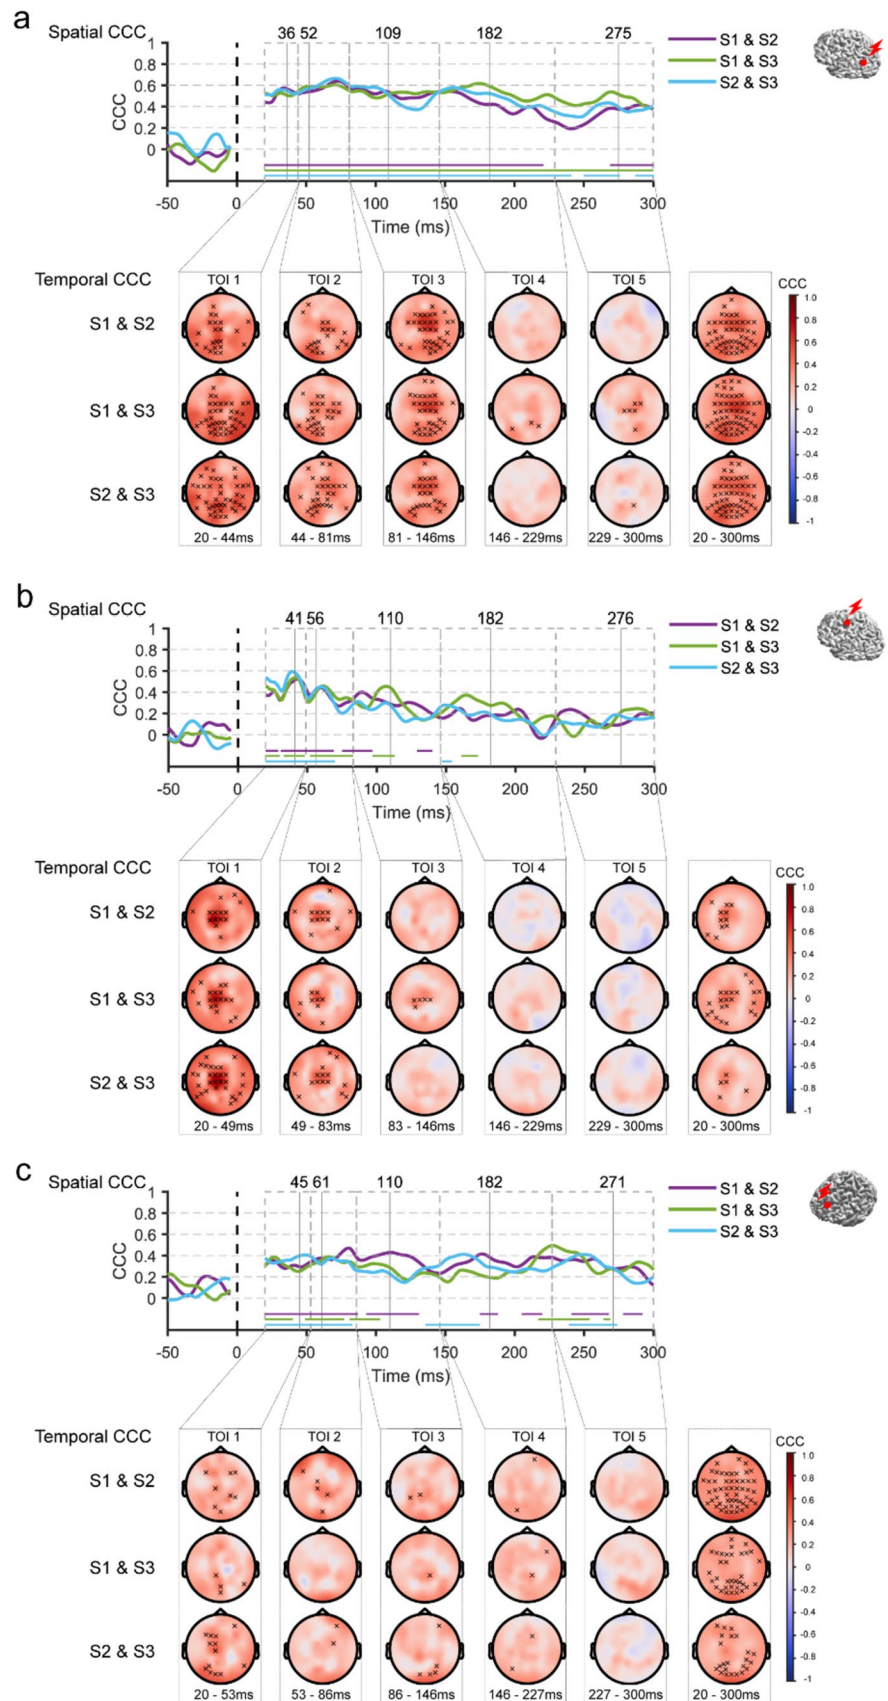 a
Spatial CCC
36 52 109 182 275
1
0.8
0.6
0.4
0.2
0
CCC
S1 & S2
S1 & S3
S2 & S3
-50 0 50 100 150 200 250 300
Time (ms)
Temporal CCC
TOI 1 TOI 2 TOI 3 TOI 4 TOI 5
CCC
S1 & S2
S1 & S3
S2 & S3
1.0
0.8
0.6
0.4
0.2
0
-0.2
-0.4
-0.6
-0.8
-1
20 - 44ms 44 - 81ms 81 - 146ms 146 - 229ms 229 - 300ms 20 - 300ms
b
Spatial CCC
41 56 110 182 276
1
0.8
0.6
0.4
0.2
0
CCC
S1 & S2
S1 & S3
S2 & S3
-50 0 50 100 150 200 250 300
Time (ms)
Temporal CCC
TOI 1 TOI 2 TOI 3 TOI 4 TOI 5
CCC
S1 & S2
S1 & S3
S2 & S3
1.0
0.8
0.6
0.4
0.2
0
-0.2
-0.4
-0.6
-0.8
-1
20 - 49ms 49 - 83ms 83 - 146ms 146 - 229ms 229 - 300ms 20 - 300ms
c
Spatial CCC
45 61 110 182 271
1
0.8
0.6
0.4
0.2
0
CCC
S1 & S2
S1 & S3
S2 & S3
-50 0 50 100 150 200 250 300
Time (ms)
Temporal CCC
TOI 1 TOI 2 TOI 3 TOI 4 TOI 5
CCC
S1 & S2
S1 & S3
S2 & S3
1.0
0.8
0.6
0.4
0.2
0
-0.2
-0.4
-0.6
-0.8
-1
20 - 53ms 53 - 86ms 86 - 146ms 146 - 227ms 227 - 300ms 20 - 300ms